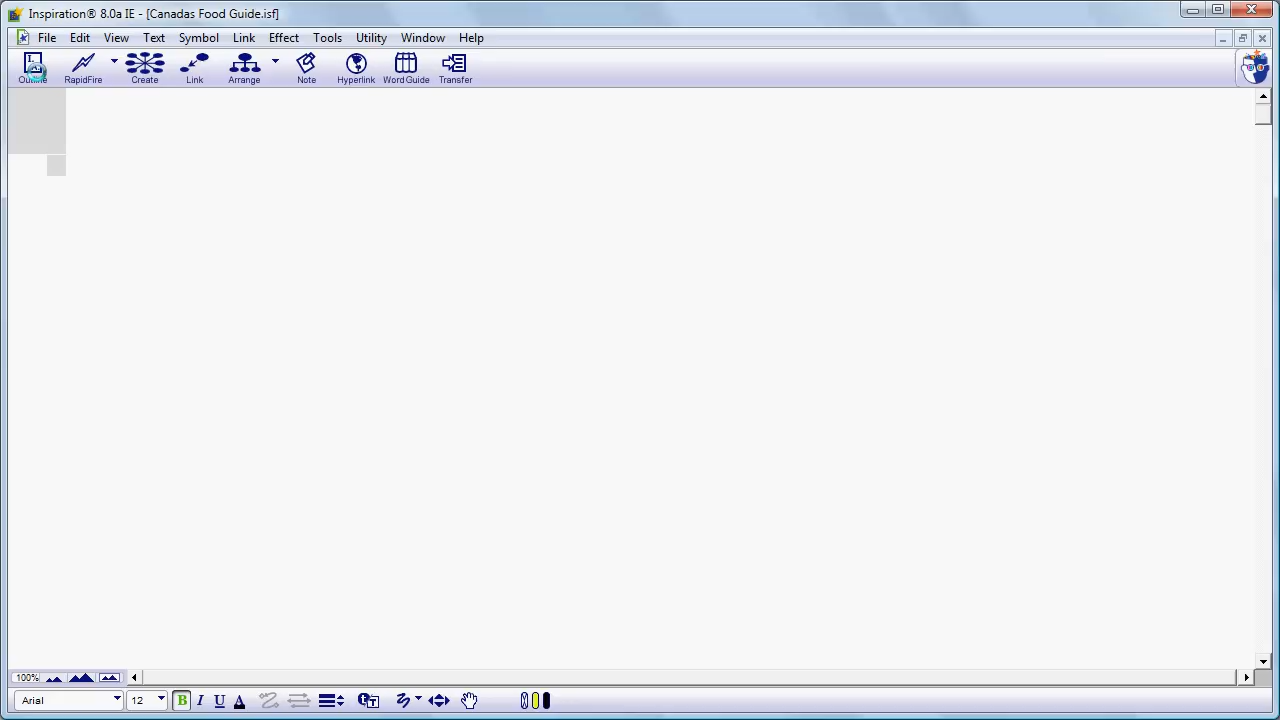 Inspiration® 8.0a IE - [Canadas Food Guide.isf]
File Edit View Text Symbol Link Effect Tools Utility Window Help
RapidFire Create Link Arrange Note Hyperlink Word Guide Transfer
100%
Arial 12 B I U A